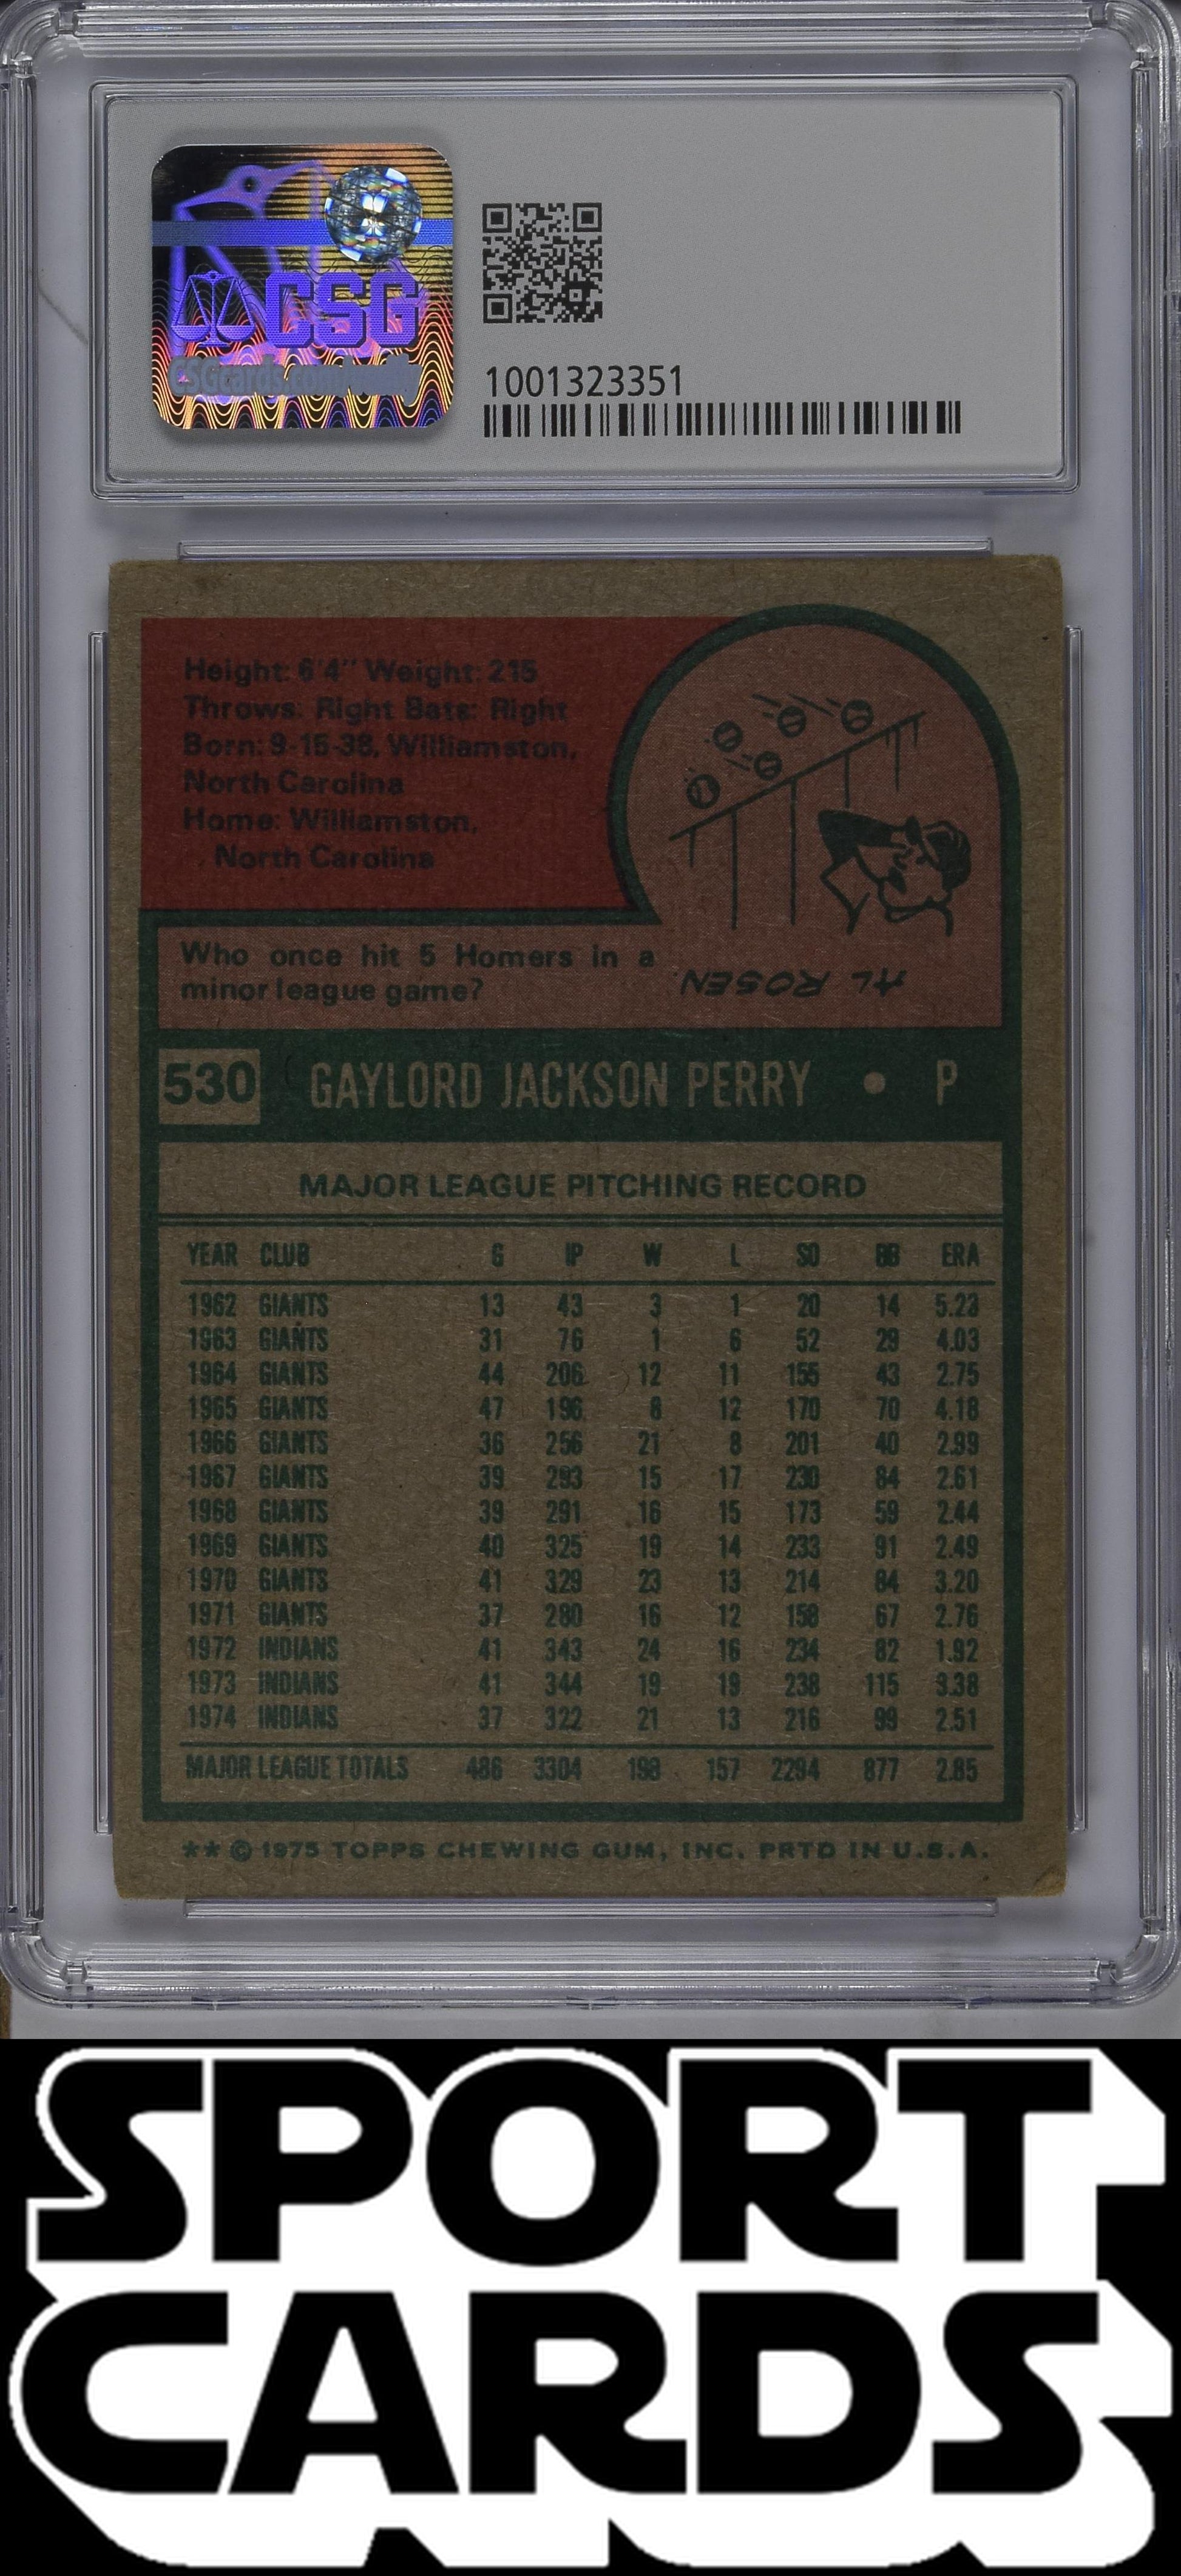 CSG
CSGcards.com/verify
1001323351
Height: 6'4" Weight: 215
Throws: Right Bats: Right
Born: 9-15-38, Williamston,
North Carolina
Home: Williamston,
North Carolina
Who once hit 5 Homers in a
minor league game?
AL ROSEN.
530 GAYLORD JACKSON PERRY • P
MAJOR LEAGUE PITCHING RECORD
YEAR CLUB G IP W L SO BB ERA
1962 GIANTS 13 43 3 1 20 14 5.23
1963 GIANTS 31 76 1 6 52 29 4.03
1964 GIANTS 44 206 12 11 155 43 2.75
1965 GIANTS 47 196 8 12 170 70 4.18
1966 GIANTS 36 256 21 8 201 40 2.99
1967 GIANTS 39 293 15 17 230 84 2.61
1968 GIANTS 39 291 16 15 173 59 2.44
1969 GIANTS 40 325 19 14 233 91 2.49
1970 GIANTS 41 329 23 13 214 84 3.20
1971 GIANTS 37 280 16 12 158 67 2.76
1972 INDIANS 41 343 24 16 234 82 1.92
1973 INDIANS 41 344 19 19 238 115 3.38
1974 INDIANS 37 322 21 13 216 99 2.51
MAJOR LEAGUE TOTALS 486 3304 198 157 2294 877 2.85
** © 1975 TOPPS CHEWING GUM, INC. PRTD IN U.S.A.
SPORT
CARDS